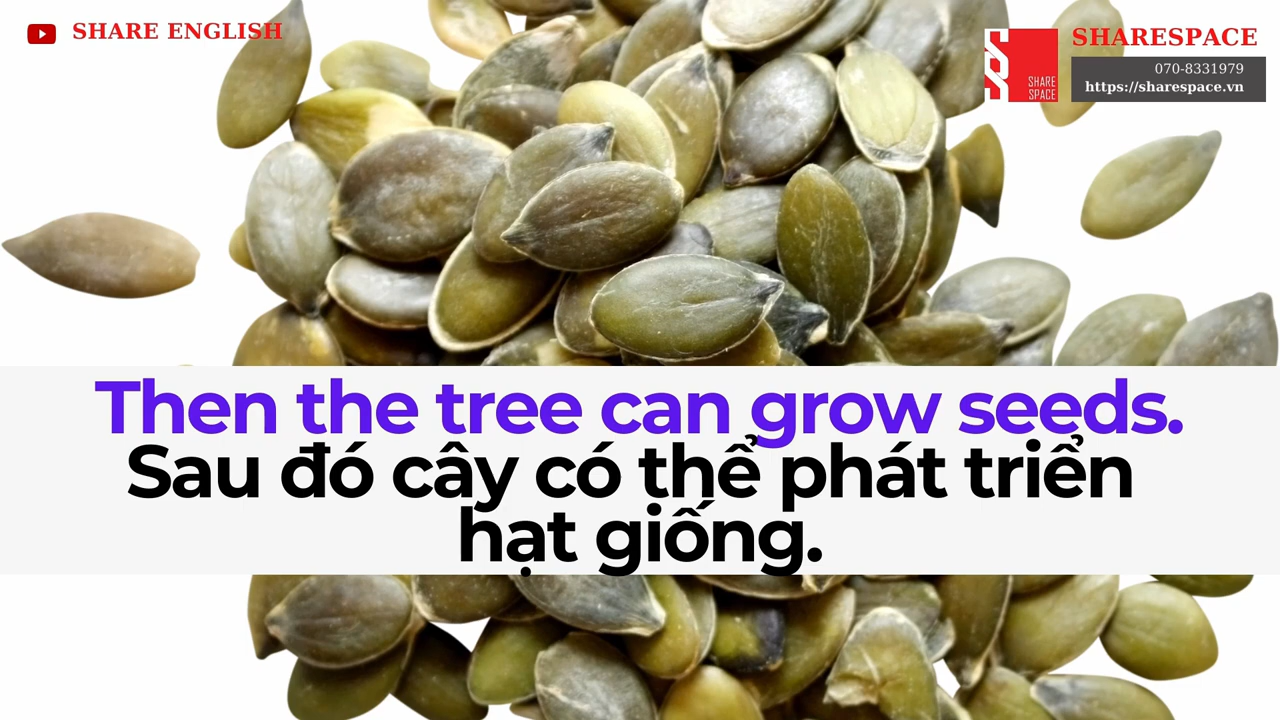 SHARE ENGLISH
SHARESPACE
070-8331979
https://sharespace.vn
SHARE
SPACE
Then the tree can grow seeds.
Sau đó cây có thể phát triển
hạt giống.